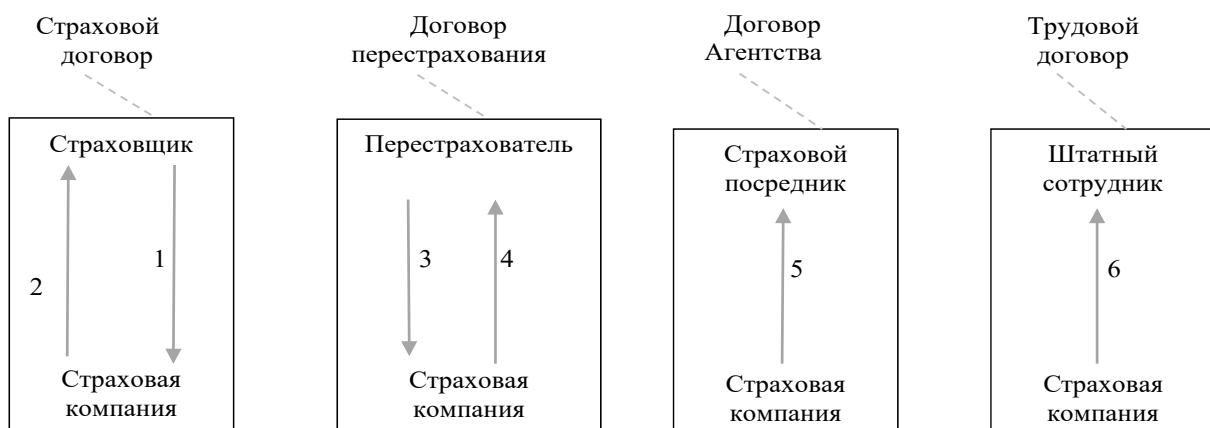 Страховой
договор
Договор
перестрахования
Договор
Агентства
Трудовой
договор
Страховщик
Перестрахователь
Страховой
посредник
Штатный
сотрудник
2
1
3
4
5
6
Страховая
компания
Страховая
компания
Страховая
компания
Страховая
компания